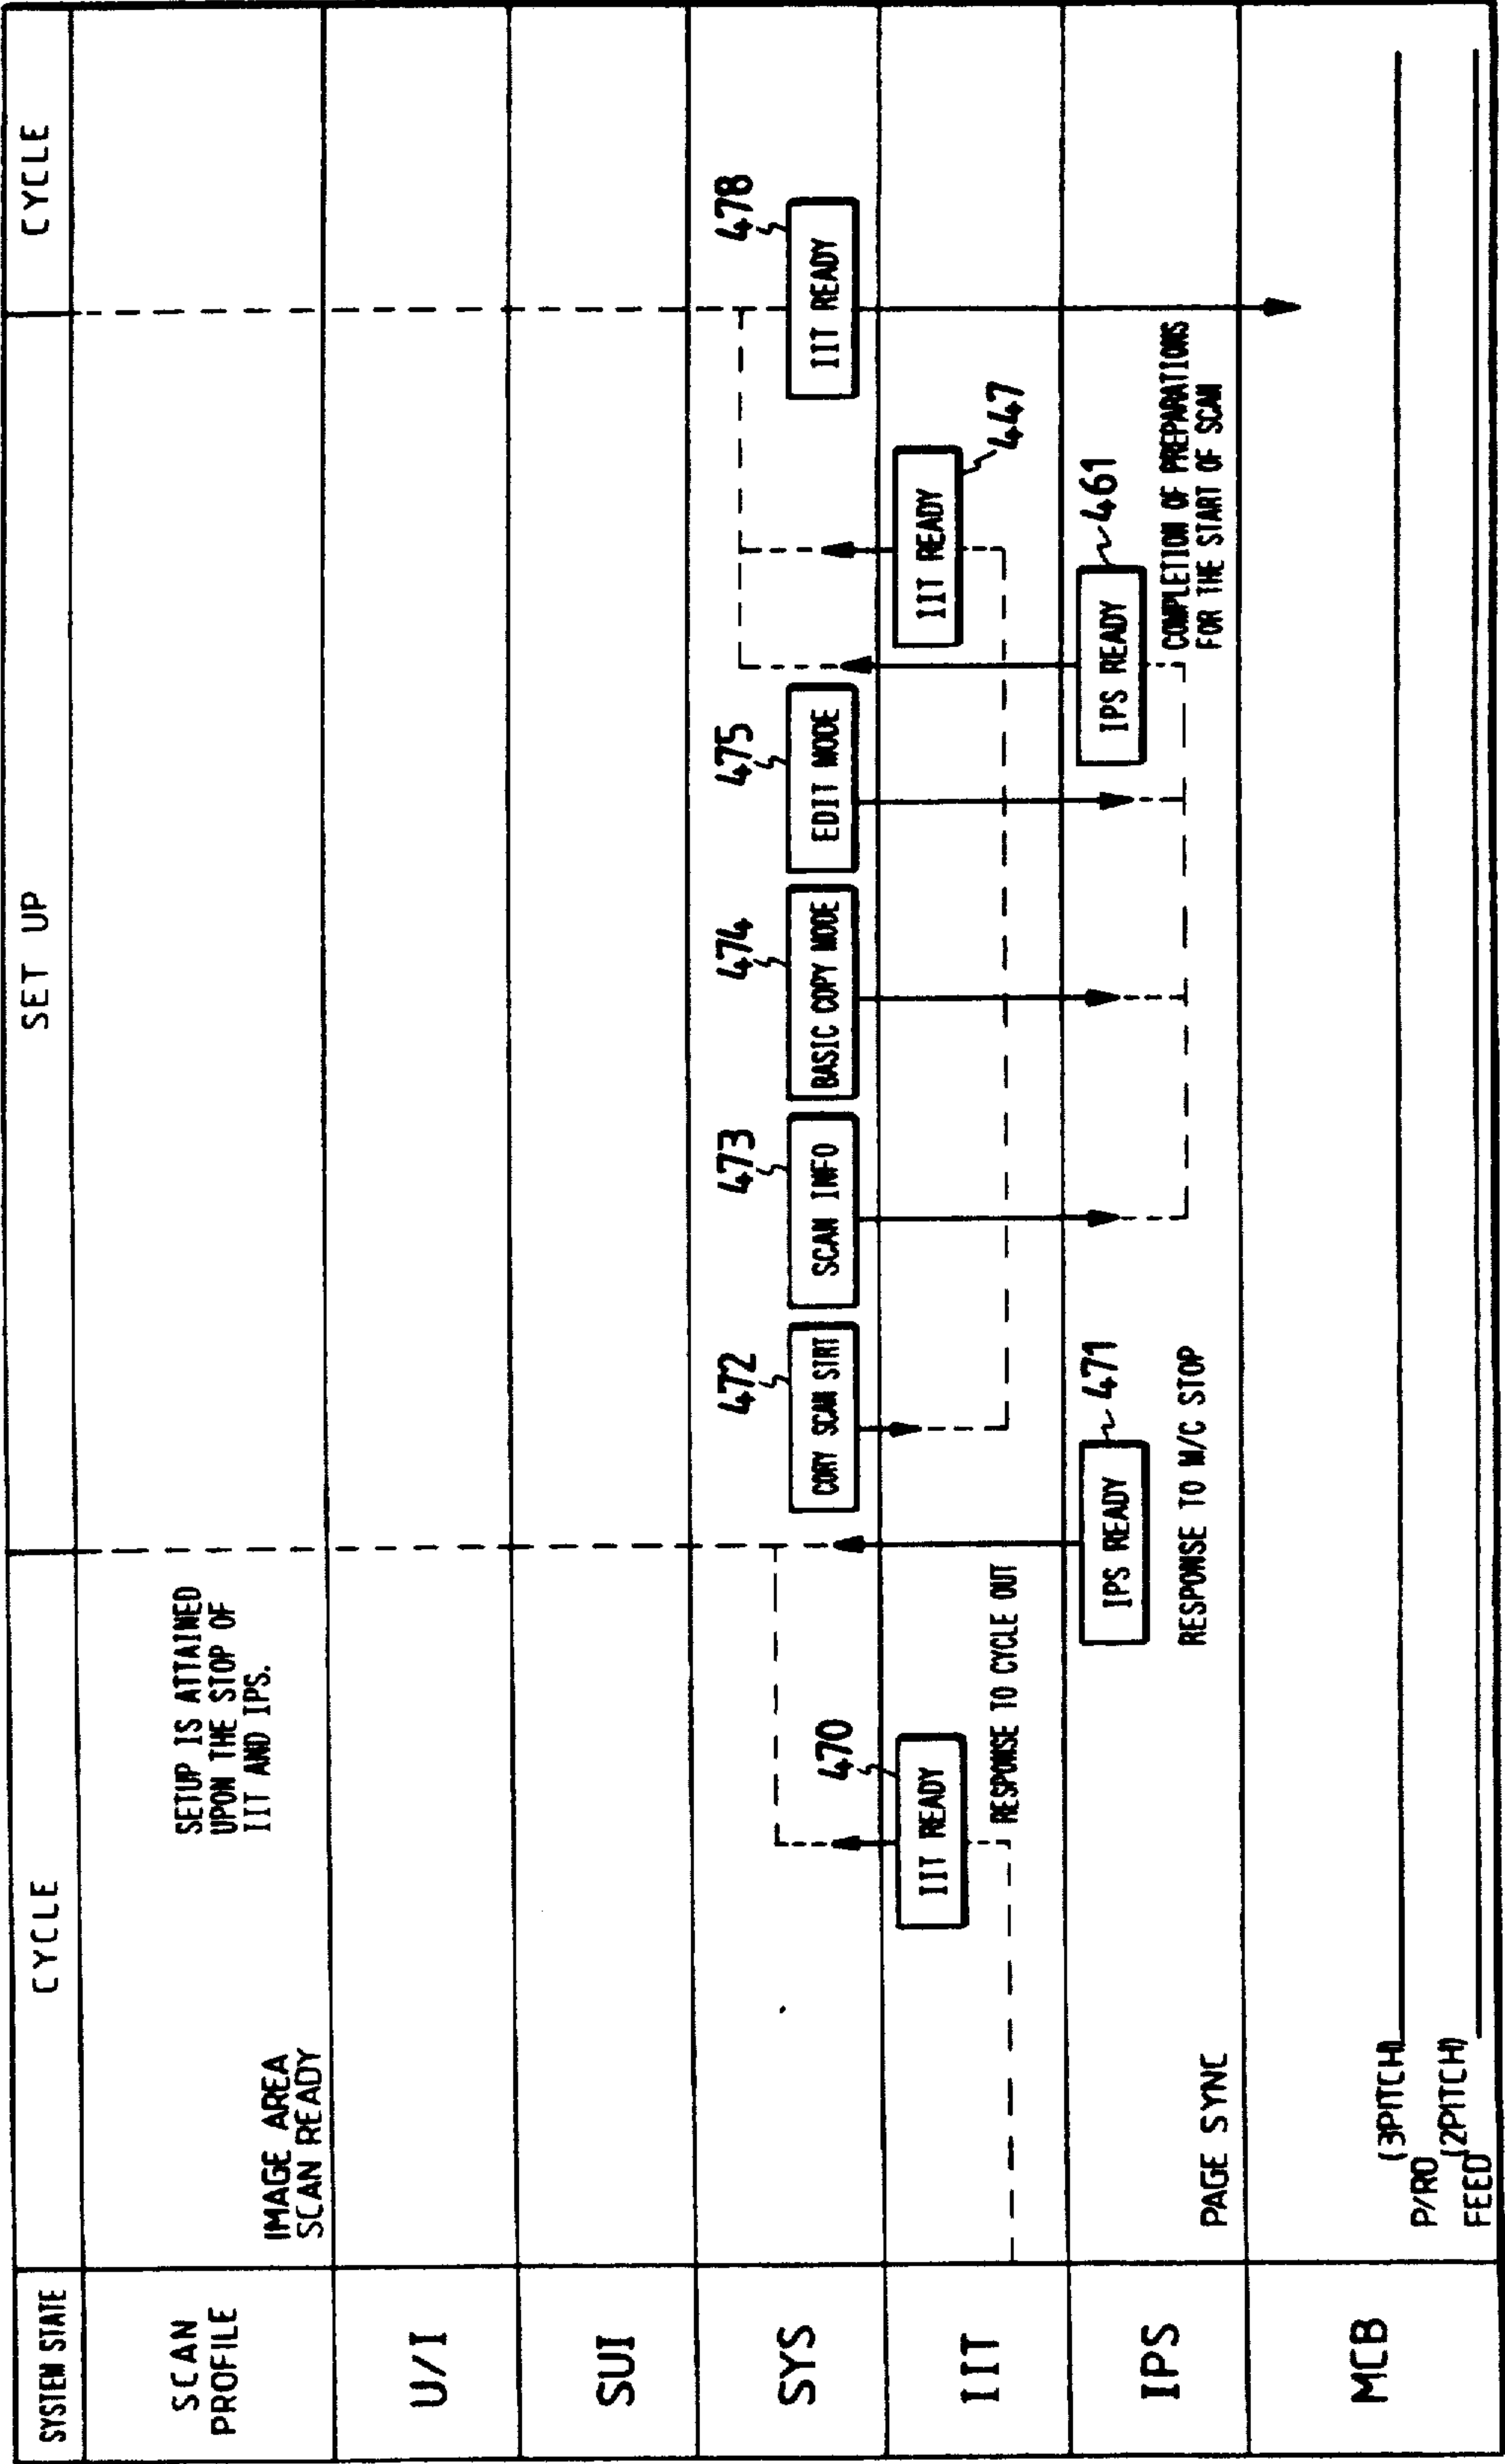 SYSTEM STATE
CYCLE
SET UP
CYCLE
SCAN
PROFILE
IMAGE AREA
SCAN READY
SETUP IS ATTAINED
UPON THE STOP OF
IIT AND IPS.
U/I
SUI
SYS
472
473
474
475
478
CORY SCAN STRT
SCAN INFO
BASIC COPY MODE
EDIT MODE
IIT READY
IIT
470
IIT READY
RESPONSE TO CYCLE OUT
IIT READY
447
IPS
PAGE SYNC
IPS READY
471
RESPONSE TO M/C STOP
IPS READY
461
COMPLETION OF PREPARATIONS
FOR THE START OF SCAN
MCB
(3PITCH)
P/RO
(2PITCH)
FEED